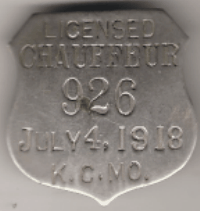 LICENSED
CHAUFFEUR
926
JULY 4, 1918
K.C. MO.